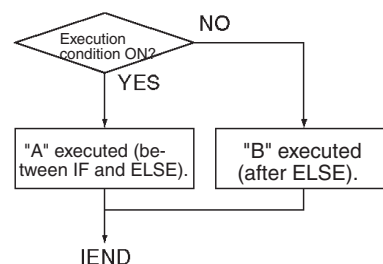 Execution
condition ON?
NO
YES
"A" executed (be-
tween IF and ELSE).
"B" executed
(after ELSE).
IEND